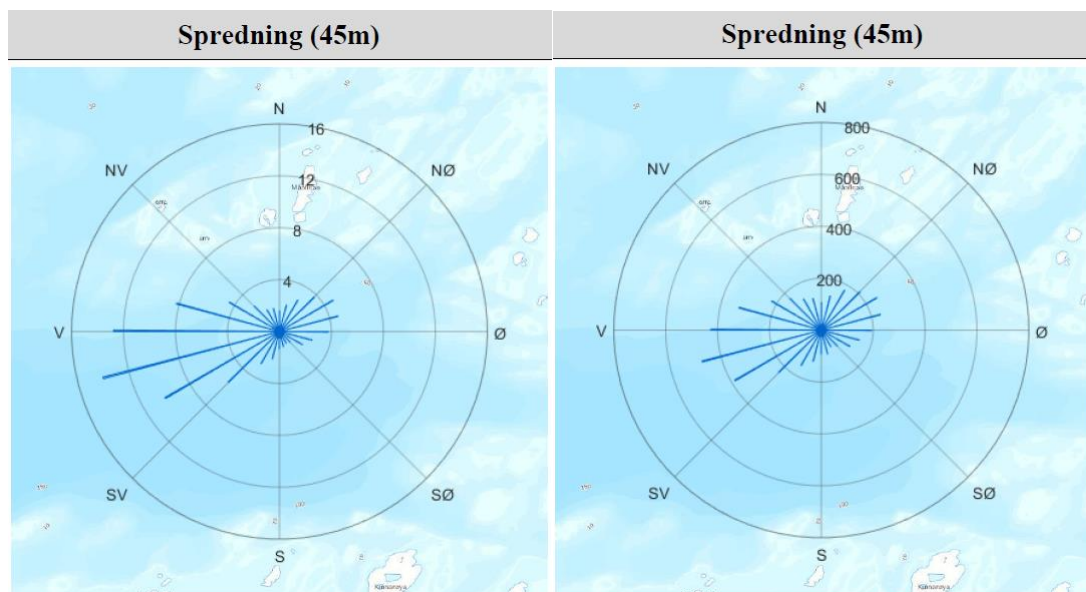 Spredning (45m)
N
16
NV
NØ
12
8
4
V
Ø
SV
SØ
S
Spredning (45m)
N
800
NV
NØ
600
400
200
V
Ø
SV
SØ
S